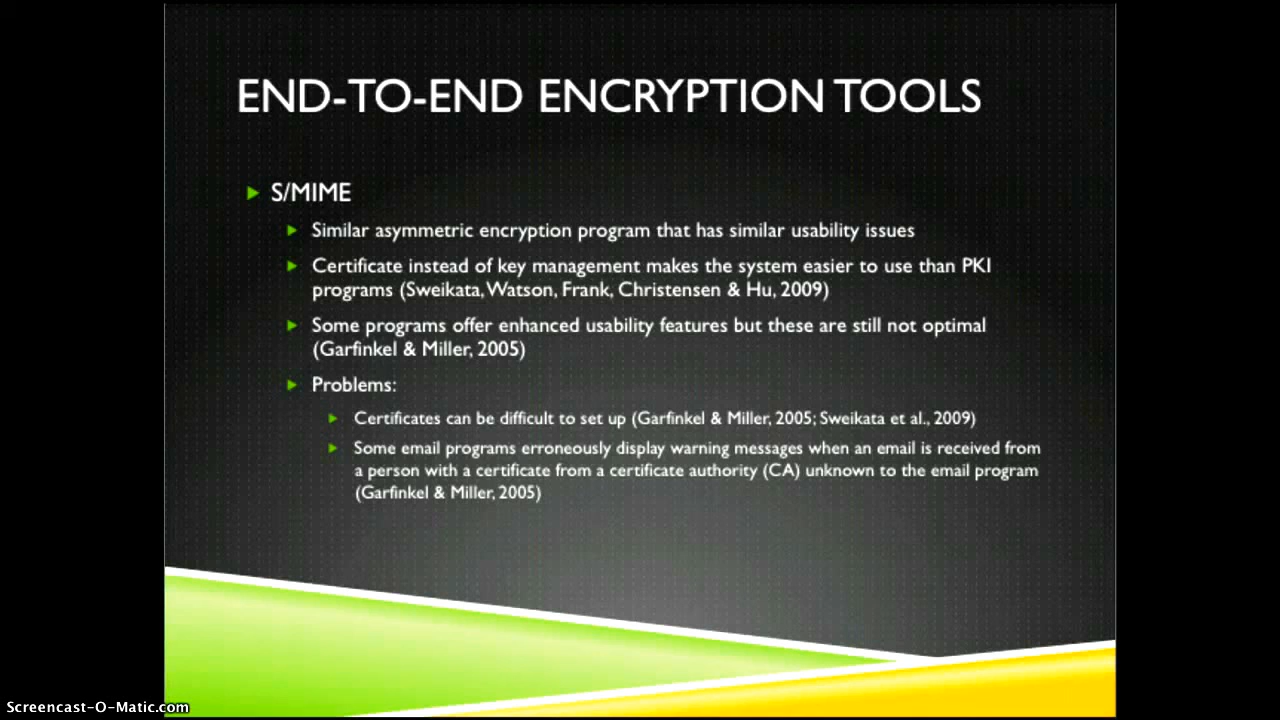 END-TO-END ENCRYPTION TOOLS
S/MIME
Similar asymmetric encryption program that has similar usability issues
Certificate instead of key management makes the system easier to use than PKI
programs (Sweikata, Watson, Frank, Christensen & Hu, 2009)
Some programs offer enhanced usability features but these are still not optimal
(Garfinkel & Miller, 2005)
Problems:
Certificates can be difficult to set up (Garfinkel & Miller, 2005; Sweikata et al., 2009)
Some email programs erroneously display warning messages when an email is received from
a person with a certificate from a certificate authority (CA) unknown to the email program
(Garfinkel & Miller, 2005)
Screencast-O-Matic.com